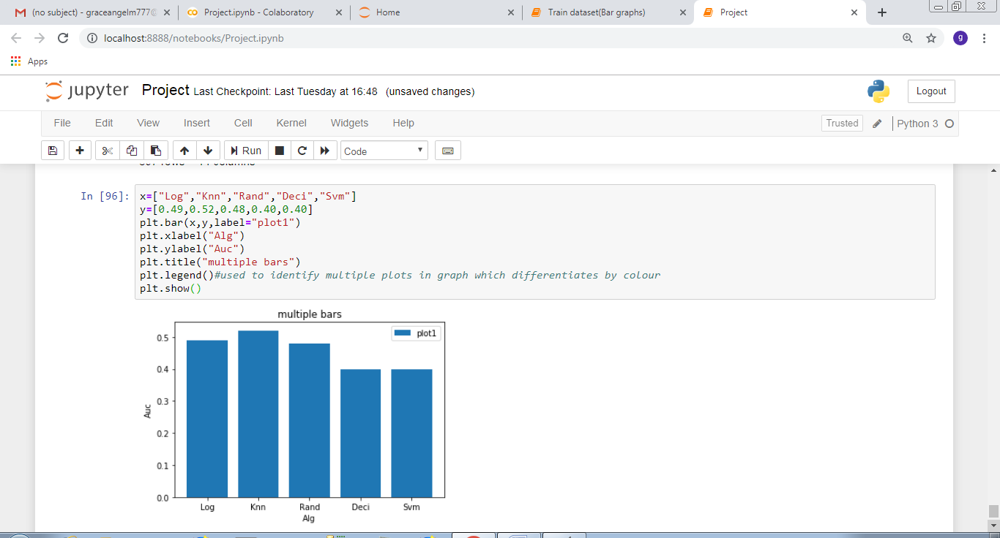 (no subject) - graceangelm777@
Project.ipynb - Colaboratory
Home
Train dataset(Bar graphs)
Project
localhost:8888/notebooks/Project.ipynb
g
Apps
jupyter Project Last Checkpoint: Last Tuesday at 16:48 (unsaved changes)
Logout
File Edit View Insert Cell Kernel Widgets Help
Trusted
Python 3
Run
Code
In [96]:
x=["Log","Knn","Rand","Deci","Svm"]
y=[0.49,0.52,0.48,0.40,0.40]
plt.bar(x,y,label="plot1")
plt.xlabel("Alg")
plt.ylabel("Auc")
plt.title("multiple bars")
plt.legend()#used to identify multiple plots in graph which differentiates by colour
plt.show()
multiple bars
plot1
0.5
0.4
0.3
0.2
0.1
0.0
Auc
Log Knn Rand Deci Svm
Alg